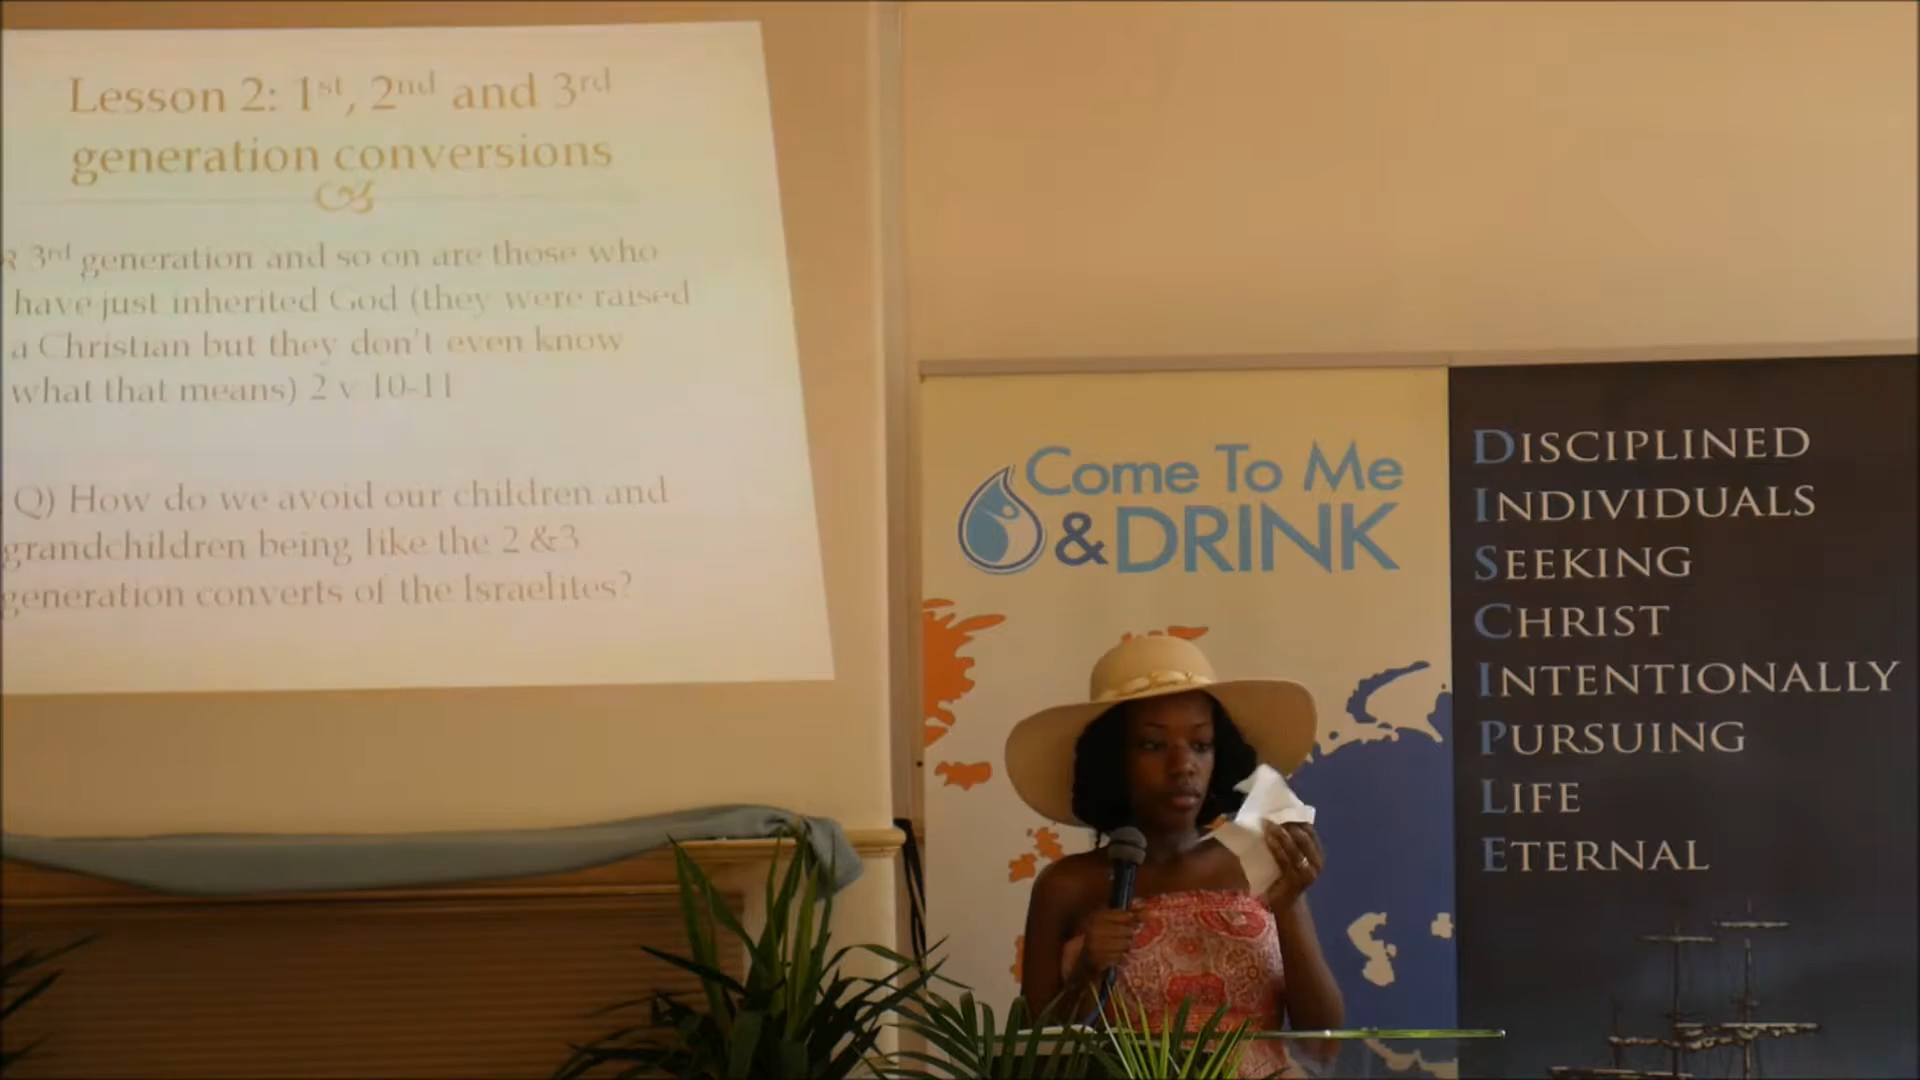 Lesson 2: 1st, 2nd and 3rd
generation conversions
3rd generation and so on are those who
have just inherited God (they were raised
a Christian but they don't even know
what that means) 2 v 10-11
Q) How do we avoid our children and
grandchildren being like the 2 &3
generation converts of the Israelites?
Come To Me
& DRINK
DISCIPLINED
INDIVIDUALS
SEEKING
CHRIST
INTENTIONALLY
PURSUING
LIFE
ETERNAL